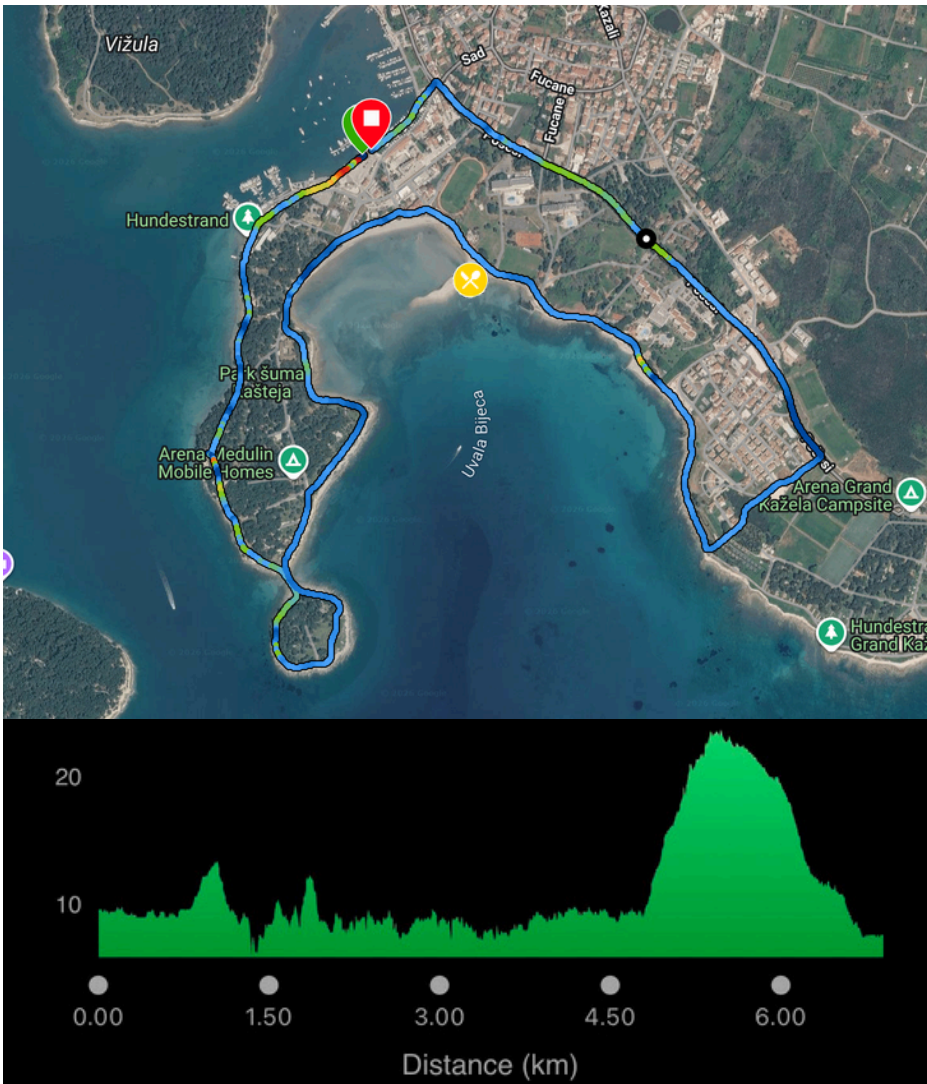 Vižula
Sad
Kazali
Fucane
Fucane
Hundestrand
Park šuma
Kašteja
Arena Medulin
Mobile Homes
Uvala Bijeca
Arena Grand
Kažela Campsite
Hundestra
Grand Kaž
20
10
0.00
1.50
3.00
4.50
6.00
Distance (km)